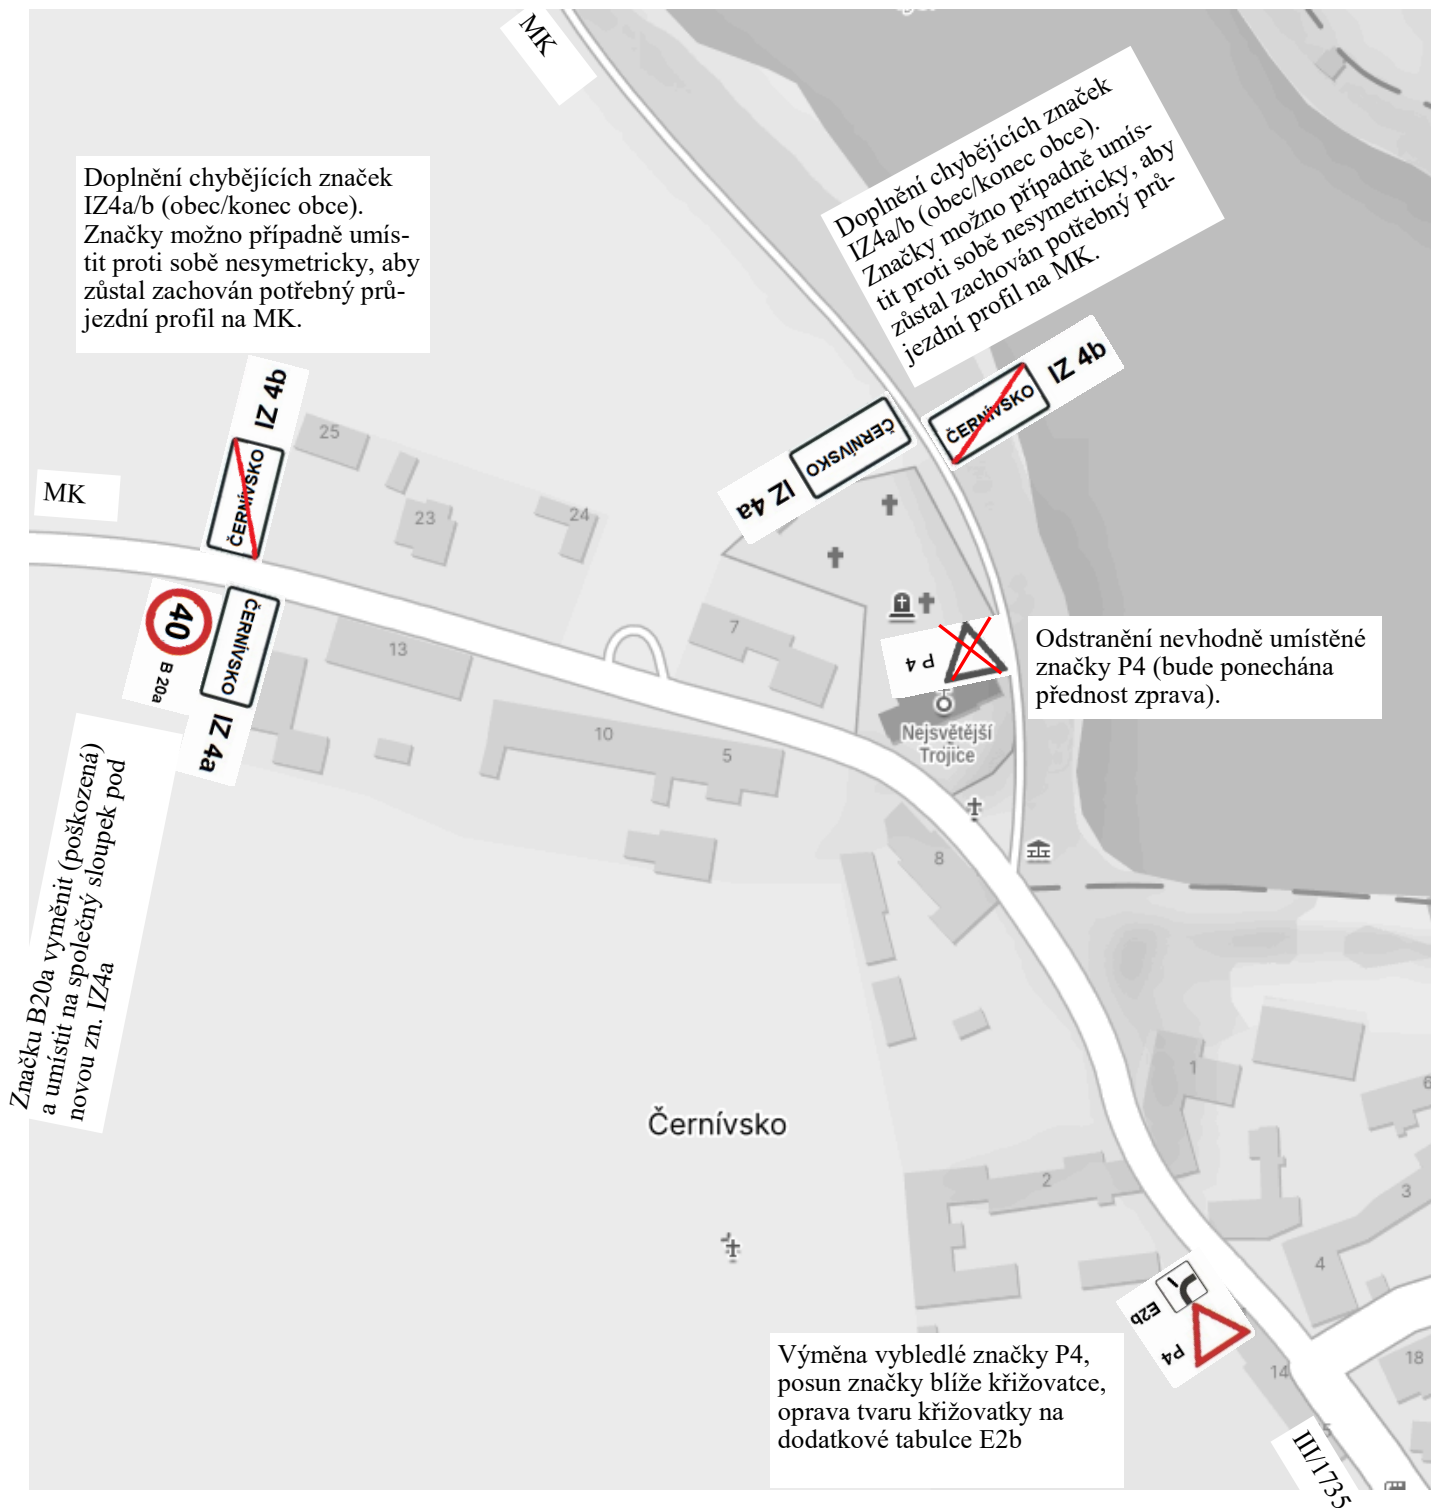 MK
Doplnění chybějících značek
IZ4a/b (obec/konec obce).
Značky možno případně umís-
tit proti sobě nesymetricky, aby
zůstal zachován potřebný prů-
jezdní profil na MK.
Doplnění chybějících značek
IZ4a/b (obec/konec obce).
Značky možno případně umís-
tit proti sobě nesymetricky, aby
zůstal zachován potřebný prů-
jezdní profil na MK.
IZ 4b
ČERNÍVSKO
IZ 4b
ČERNÍVSKO
ČERNÍVSKO
IZ 4a
MK
25
23
24
40
B 20a
ČERNÍVSKO
IZ 4a
13
7
P 4
Odstranění nevhodně umístěné
značky P4 (bude ponechána
přednost zprava).
Nejsvětější
Trojice
10
5
8
Značku B20a vyměnit (poškozená)
a umístit na společný sloupek pod
novou zn. IZ4a
Černívsko
1
6
2
3
4
E2b
P4
Výměna vybledlé značky P4,
posun značky blíže křižovatce,
oprava tvaru křižovatky na
dodatkové tabulce E2b
14
18
III/1735